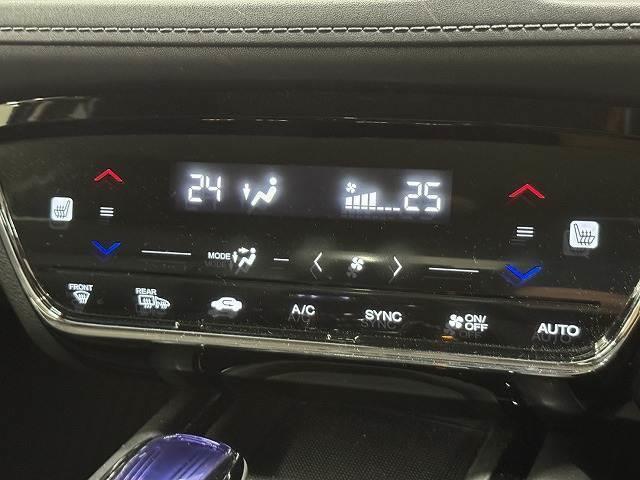 24 25
MODE
FRONT REAR A/C SYNC ON/OFF AUTO